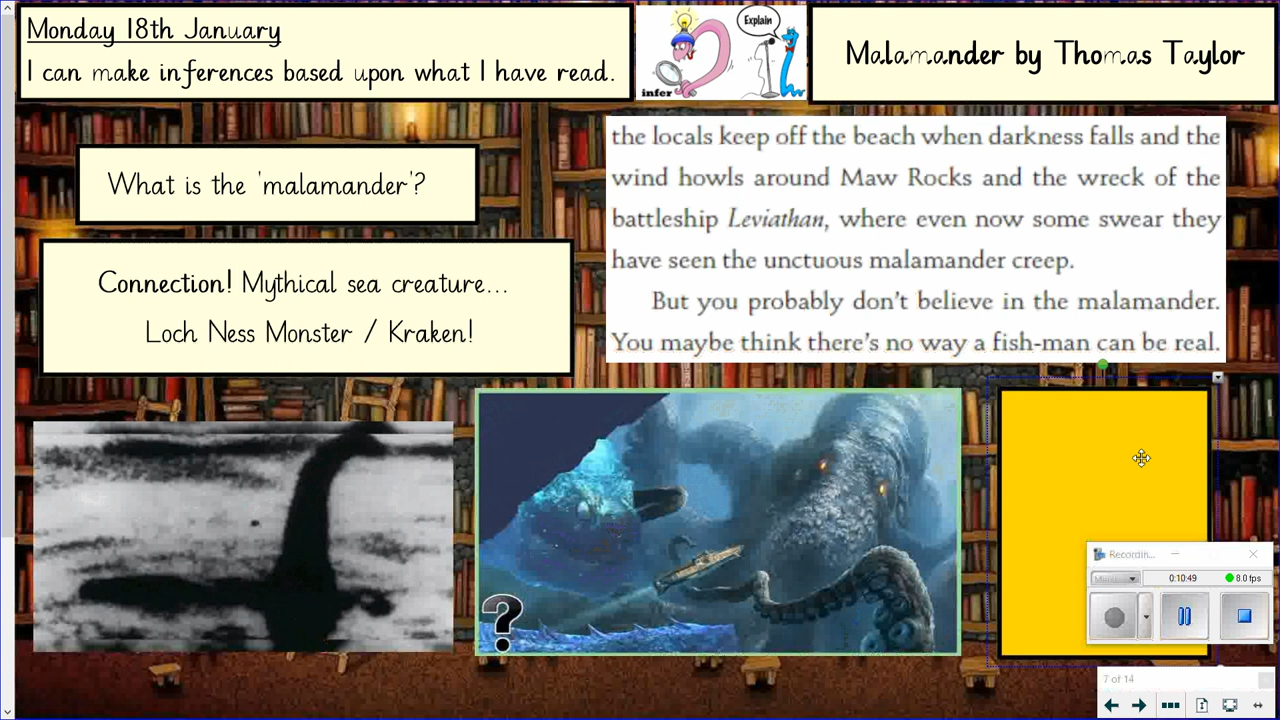 Monday 18th January
I can make inferences based upon what I have read.
infer
Explain
Malamander by Thomas Taylor
What is the 'malamander'?
Connection! Mythical sea creature...
Loch Ness Monster / Kraken!
the locals keep off the beach when darkness falls and the
wind howls around Maw Rocks and the wreck of the
battleship Leviathan, where even now some swear they
have seen the unctuous malamander creep.
But you probably don't believe in the malamander.
You maybe think there's no way a fish-man can be real.
?
Recordin...
Menu
0:10:49
8.0 fps
7 of 14